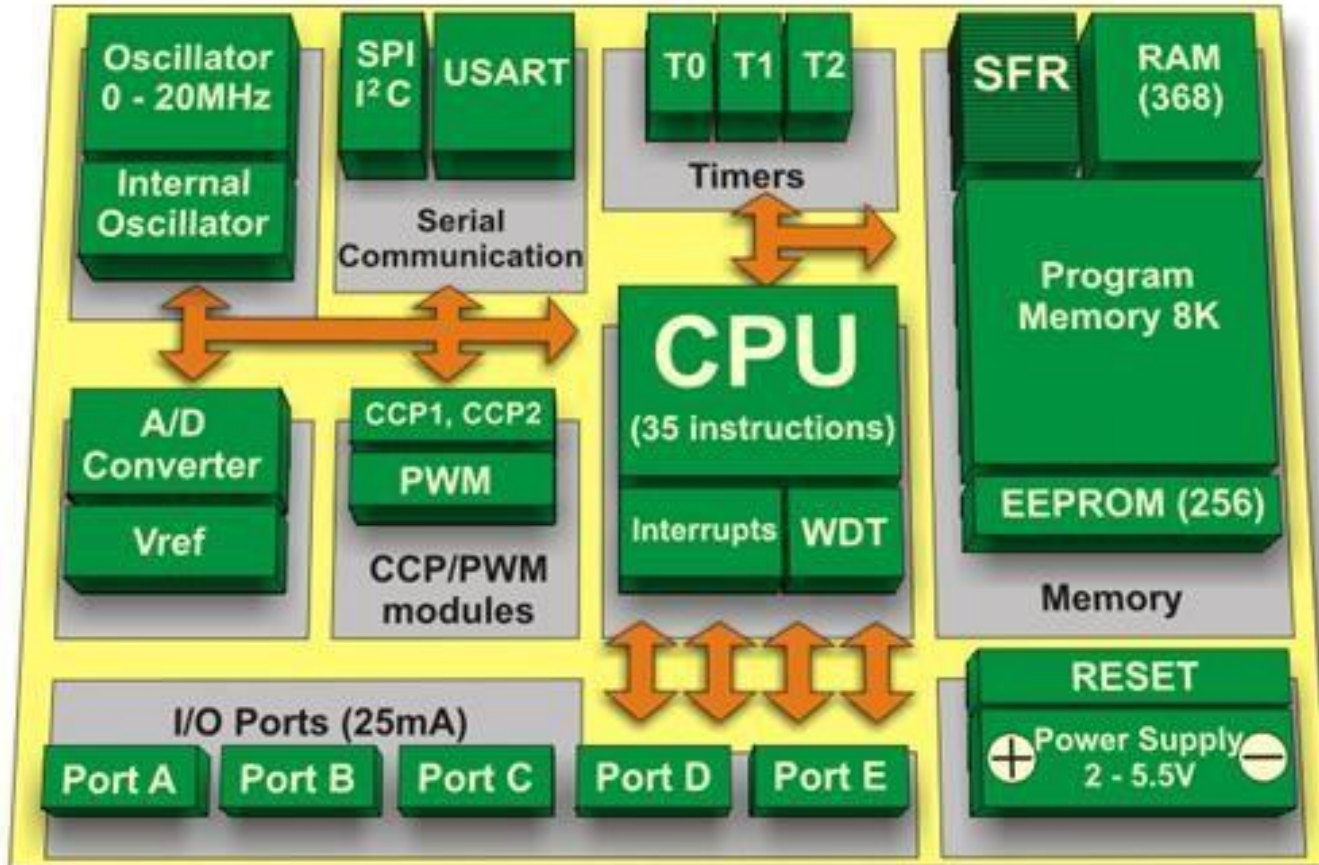 Oscillator
0 - 20MHz
Internal
Oscillator
SPI
I²C
USART
Serial
Communication
T0
T1
T2
Timers
SFR
RAM
(368)
Program
Memory 8K
EEPROM (256)
Memory
A/D
Converter
Vref
CCP1, CCP2
PWM
CCP/PWM
modules
CPU
(35 instructions)
Interrupts
WDT
I/O Ports (25mA)
Port A
Port B
Port C
Port D
Port E
RESET
+
Power Supply
2 - 5.5V
−